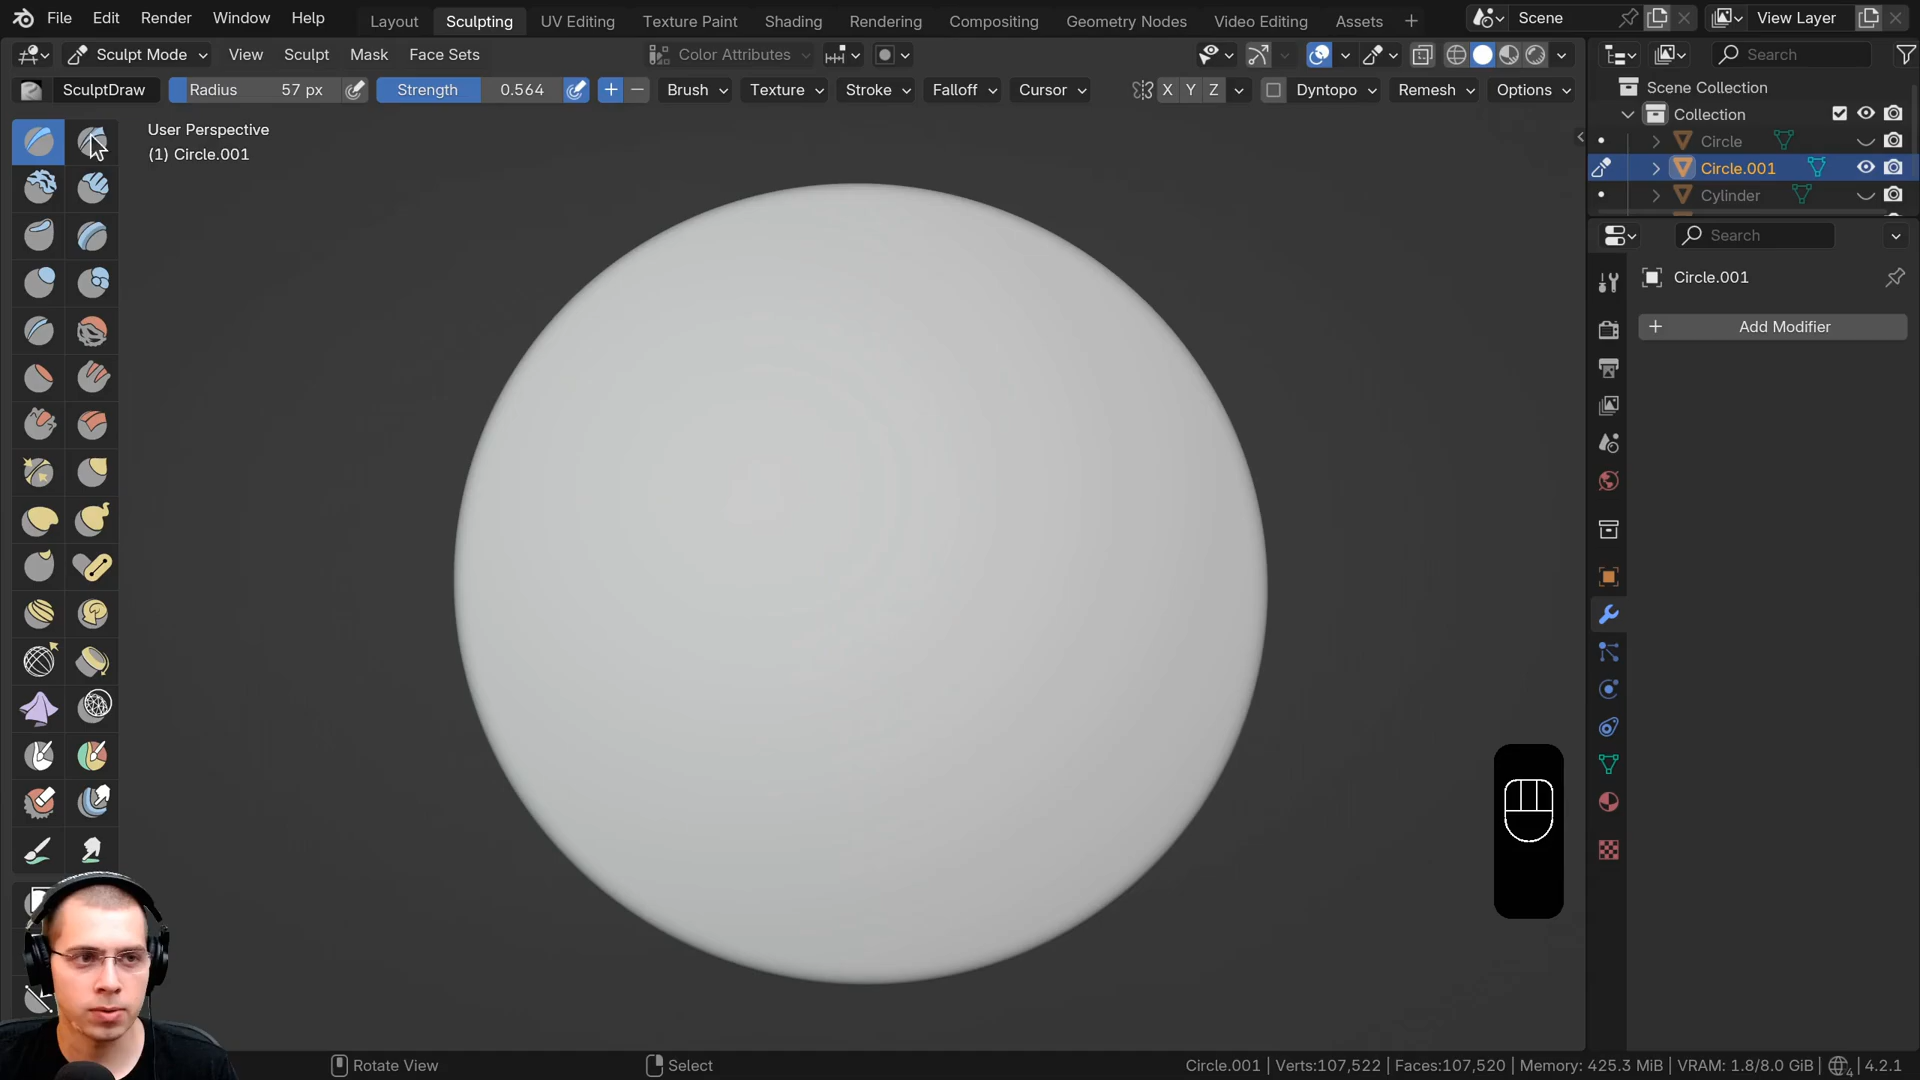 File Edit Render Window Help Layout Sculpting UV Editing Texture Paint Shading Rendering Compositing Geometry Nodes Video Editing Assets Scene View Layer
Sculpt Mode View Sculpt Mask Face Sets Color Attributes Search
SculptDraw Radius 57 px Strength 0.564 Brush Texture Stroke Falloff Cursor X Y Z Dyntopo Remesh Options
Scene Collection
Collection
Circle
Circle.001
Cylinder
User Perspective
(1) Circle.001
Search
Circle.001
Add Modifier
Rotate View Select Circle.001 | Verts:107,522 | Faces:107,520 | Memory: 425.3 MiB | VRAM: 1.8/8.0 GiB | 4 4.2.1